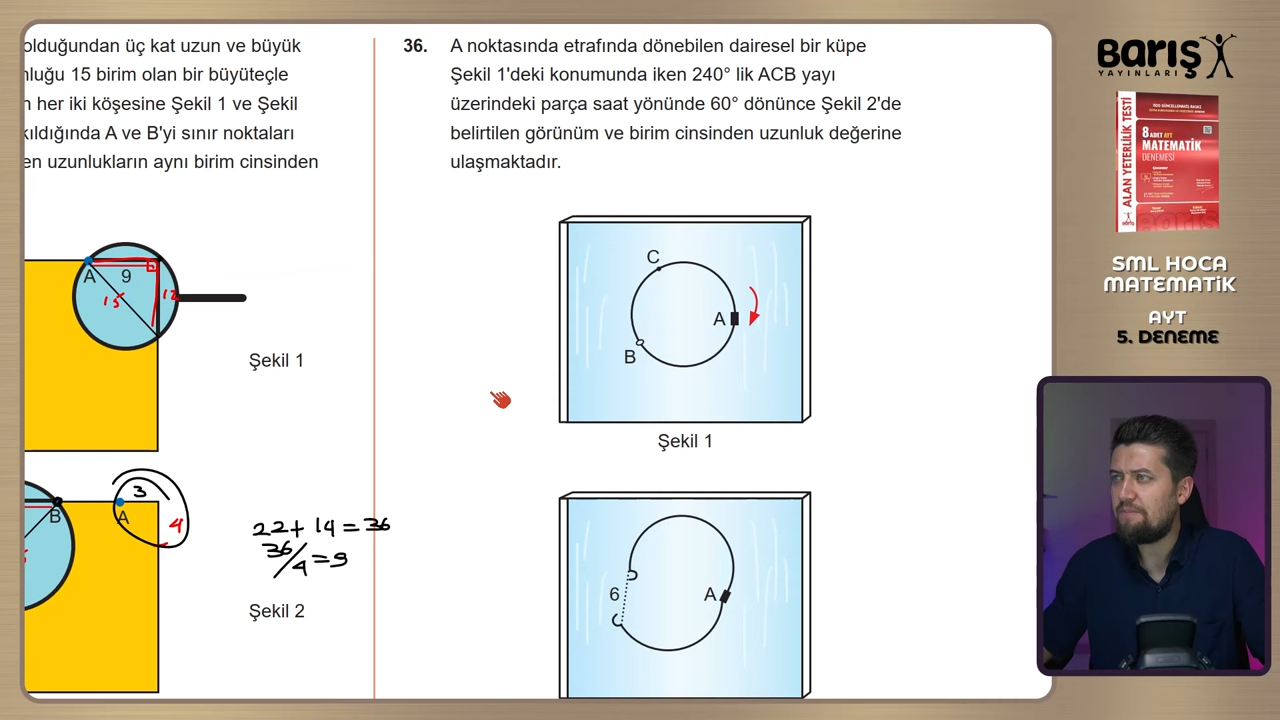 olduğundan üç kat uzun ve büyük
nluğu 15 birim olan bir büyüteçle
n her iki köşesine Şekil 1 ve Şekil
kıldığında A ve B'yi sınır noktaları
en uzunlukların aynı birim cinsinden
A
9
15
12
Şekil 1
B
3
A
4
22+14=36
36/4=9
Şekil 2
36. A noktasında etrafında dönebilen dairesel bir küpe
Şekil 1'deki konumunda iken 240° lik ACB yayı
üzerindeki parça saat yönünde 60° dönünce Şekil 2'de
belirtilen görünüm ve birim cinsinden uzunluk değerine
ulaşmaktadır.
C
A
B
Şekil 1
6
A
BARIŞ
YAYINLARI
ALAN YETERLİLİK TESTİ
8 ADET AYT
MATEMATİK
DENEMESİ
SML HOCA
MATEMATİK
AYT
5. DENEME